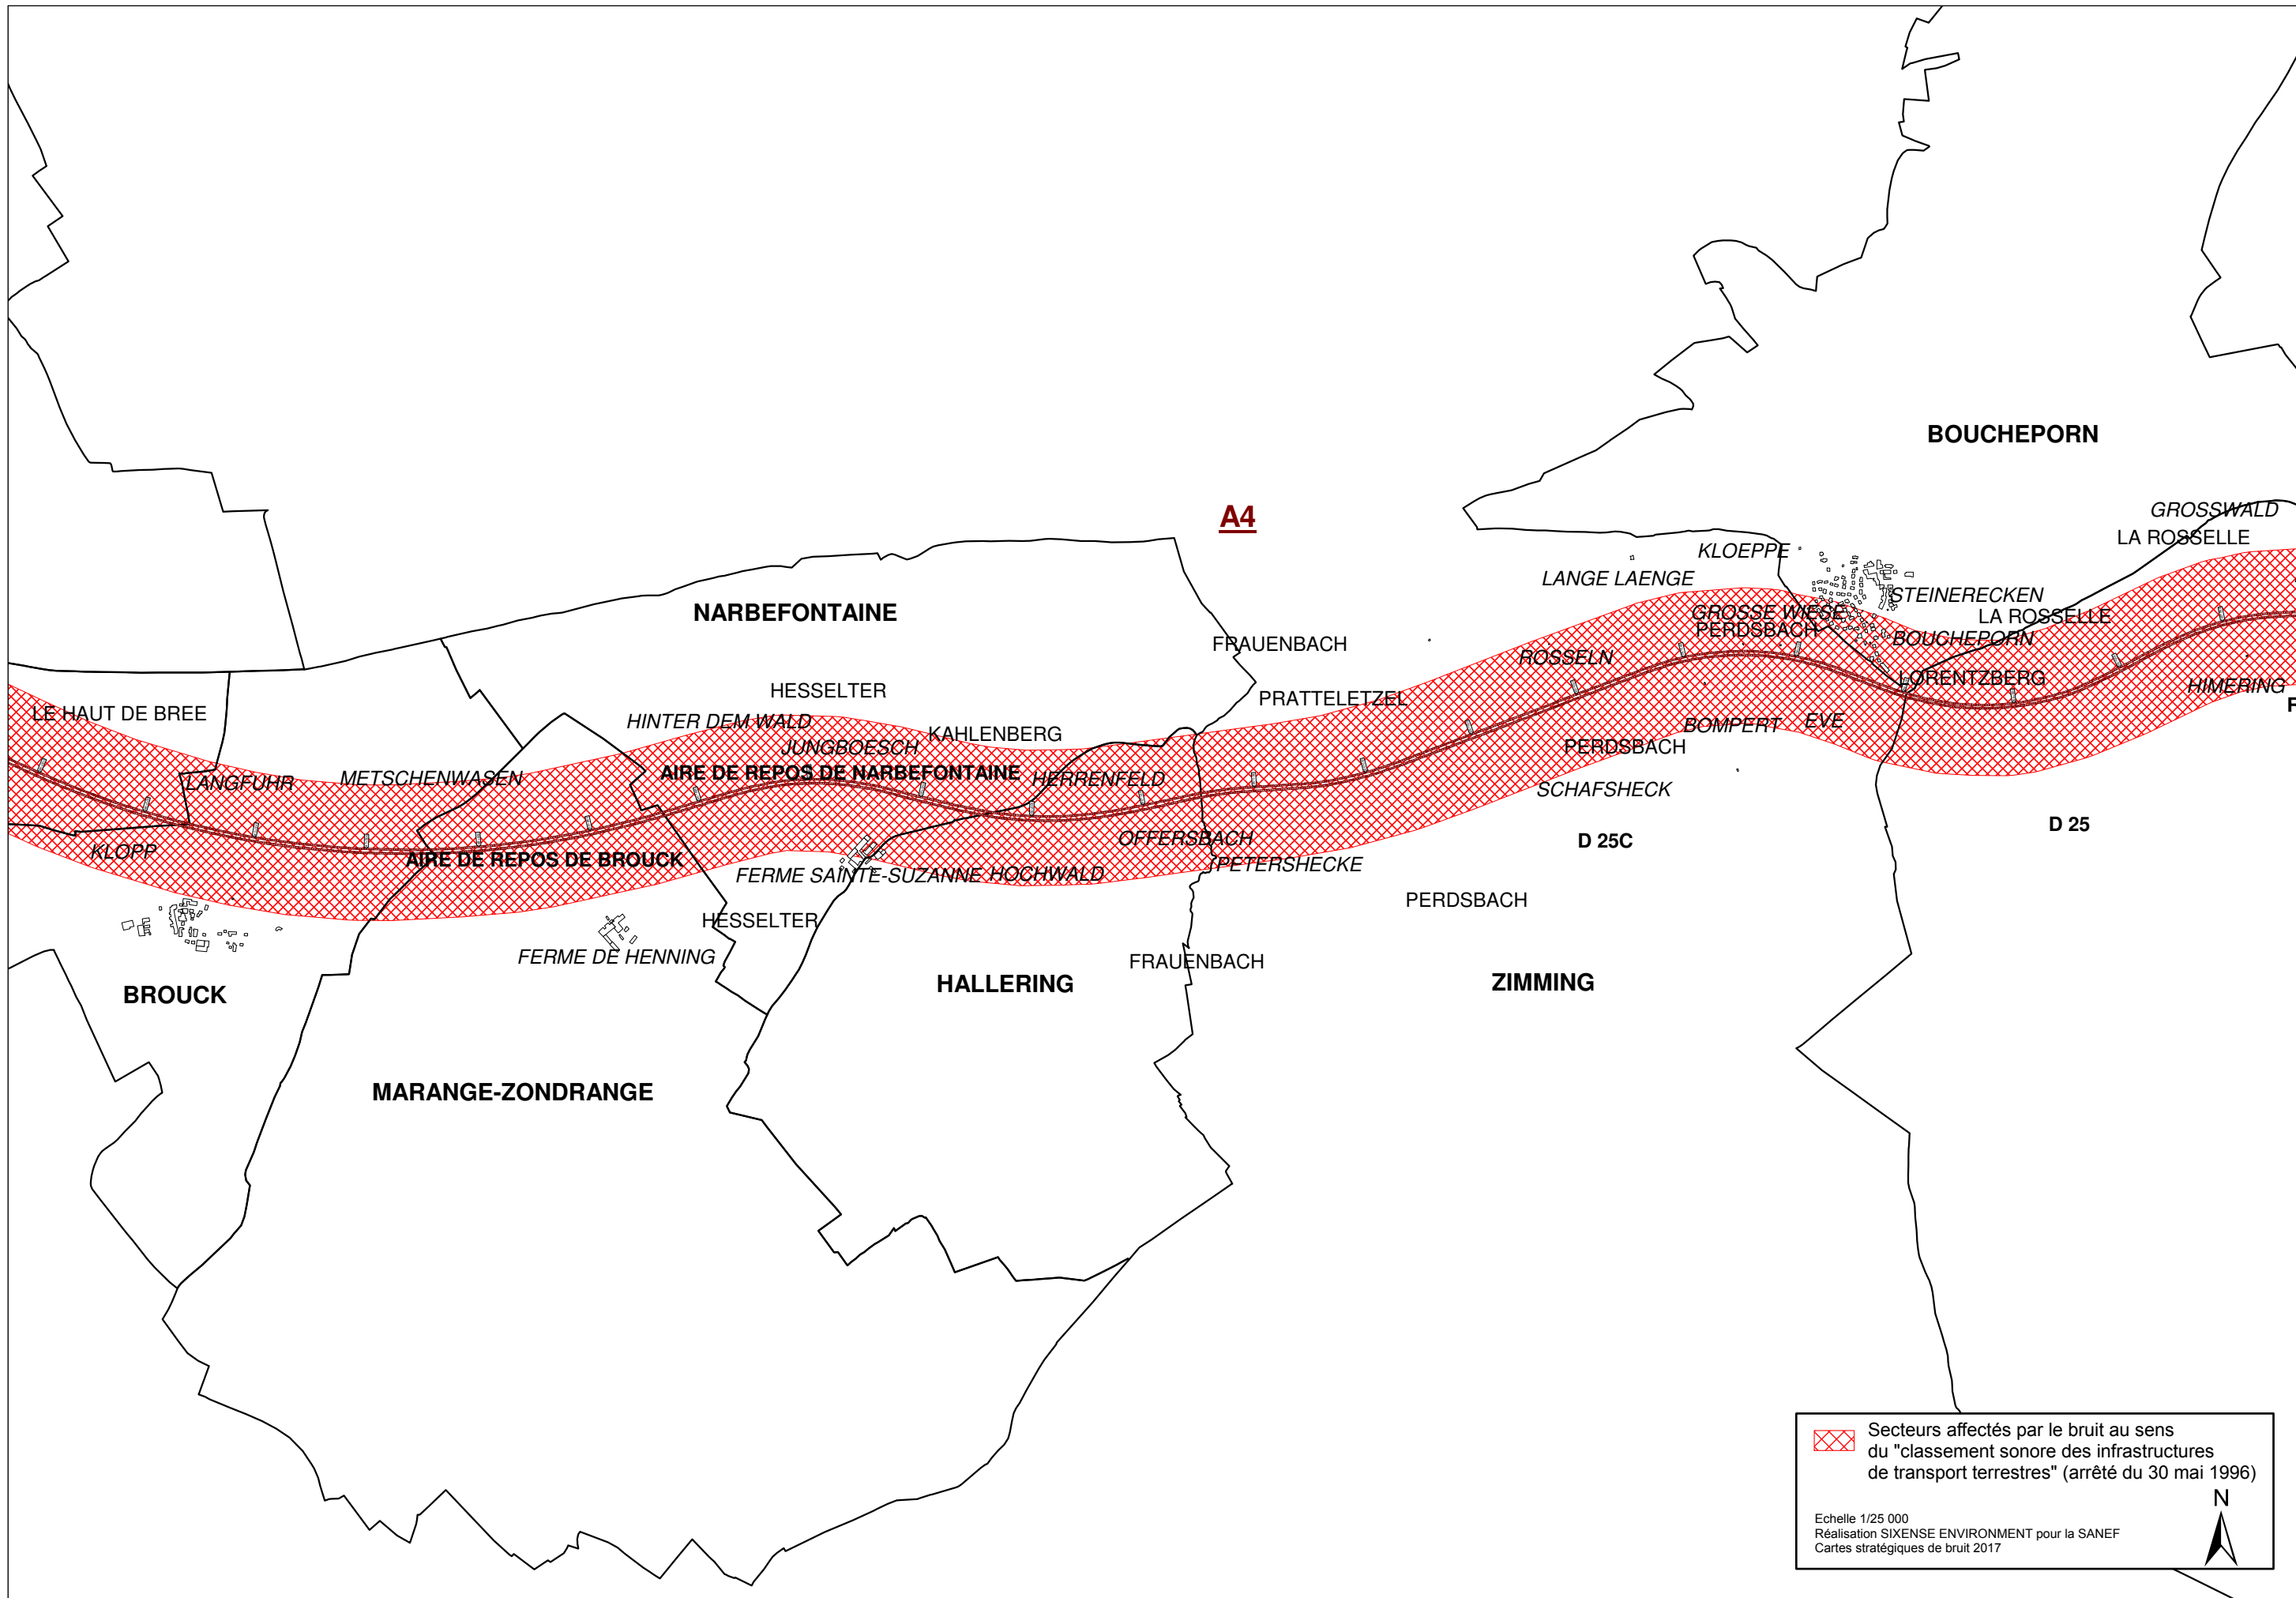 BOUCHEPORN
GROSSWALD
A4
LA ROSSELLE
KLOEPPE
LANGE LAENGE
STEINERECKEN
NARBEFONTAINE
GROSSE WIESE
LA ROSSELLE
PERDSBACH
BOUCHEPORN
FRAUENBACH
ROSSELN
LORENTZBERG
HIMERING
HESSELTER
PRATTELETZEL
LE HAUT DE BREE
HINTER DEM WALD
BOMPERT
EVE
KAHLENBERG
JUNGBOESCH
PERDSBACH
AIRE DE REPOS DE NARBEFONTAINE
HERRENFELD
LANGFUHR
METSCHENWASEN
SCHAFSHECK
D 25
OFFERSBACH
D 25C
KLOPP
AIRE DE REPOS DE BROUCK
PETERSHECKE
FERME SAINTE-SUZANNE
HOCHWALD
PERDSBACH
HESSELTER
FERME DE HENNING
FRAUENBACH
BROUCK
HALLERING
ZIMMING
MARANGE-ZONDRANGE
Secteurs affectés par le bruit au sens
du "classement sonore des infrastructures
de transport terrestres" (arrêté du 30 mai 1996)
N
Echelle 1/25 000
Réalisation SIXENSE ENVIRONMENT pour la SANEF
Cartes stratégiques de bruit 2017